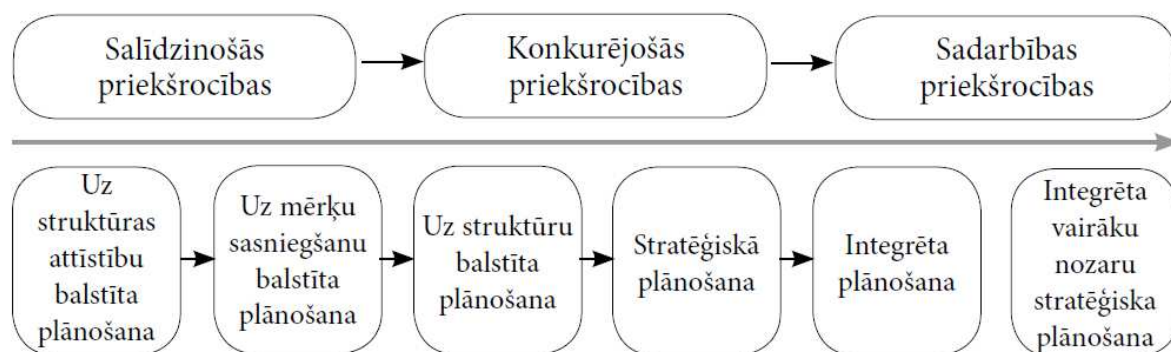 Salīdzinošās
priekšrocības
Konkurējošās
priekšrocības
Sadarbības
priekšrocības
Uz
struktūras
attīstību
balstīta
plānošana
Uz mērķu
sasniegšanu
balstīta
plānošana
Uz struktūru
balstīta
plānošana
Stratēģiskā
plānošana
Integrēta
plānošana
Integrēta
vairāku
nozaru
stratēģiska
plānošana